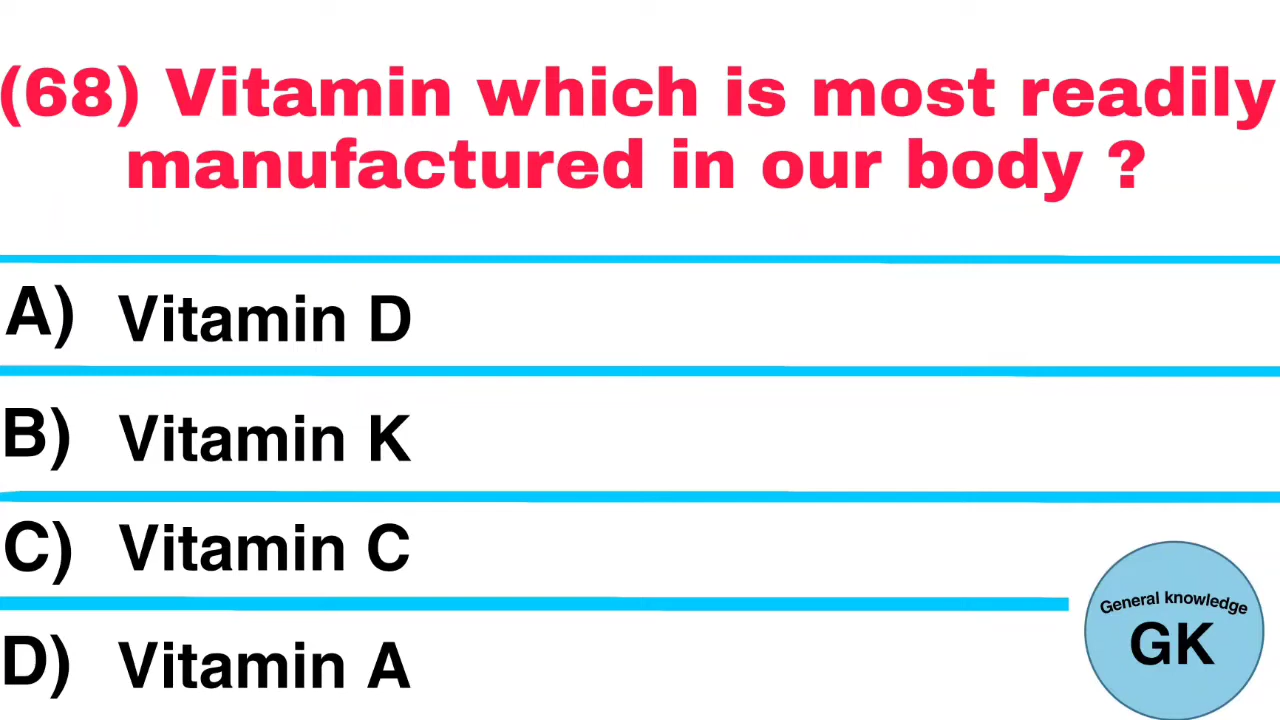 (68) Vitamin which is most readily
manufactured in our body ?
A) Vitamin D
B) Vitamin K
C) Vitamin C
D) Vitamin A
General knowledge
GK